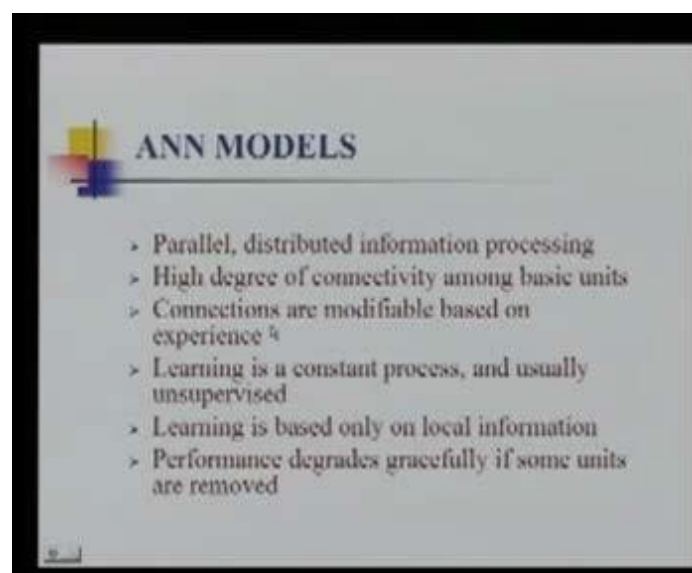 ANN MODELS
Parallel, distributed information processing
High degree of connectivity among basic units
Connections are modifiable based on
experience
Learning is a constant process, and usually
unsupervised
Learning is based only on local information
Performance degrades gracefully if some units
are removed